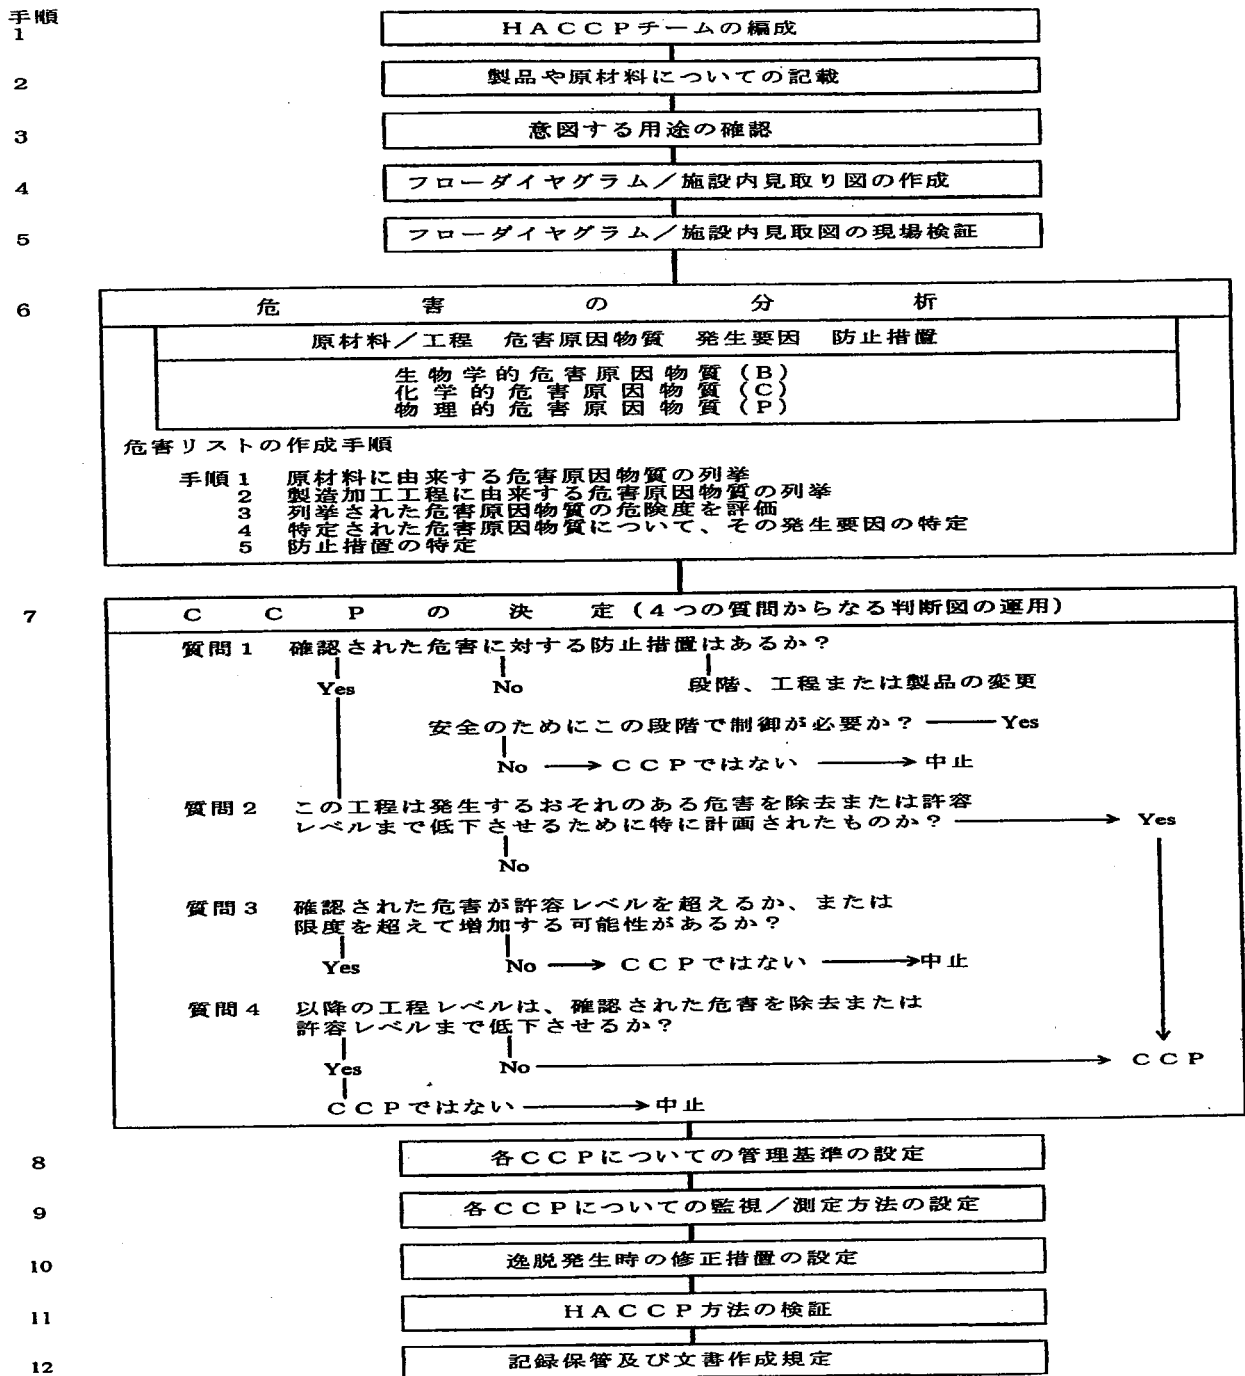 手順
1 HACCPチームの編成
2 製品や原材料についての記載
3 意図する用途の確認
4 フローダイヤグラム／施設内見取り図の作成
5 フローダイヤグラム／施設内見取図の現場検証
6 危害の分析
原材料／工程 危害原因物質 発生要因 防止措置
生物学的危害原因物質(B)
化学的危害原因物質(C)
物理的危害原因物質(P)
危害リストの作成手順
手順1 原材料に由来する危害原因物質の列挙
2 製造加工工程に由来する危害原因物質の列挙
3 列挙された危害原因物質の危険度を評価
4 特定された危害原因物質について、その発生要因の特定
5 防止措置の特定
7 CCPの決定(4つの質問からなる判断図の運用)
質問1 確認された危害に対する防止措置はあるか？
Yes No 段階、工程または製品の変更
安全のためにこの段階で制御が必要か？ Yes
No → CCPではない → 中止
質問2 この工程は発生するおそれのある危害を除去または許容
レベルまで低下させるために特に計画されたものか？ → Yes
No
質問3 確認された危害が許容レベルを超えるか、または
限度を超えて増加する可能性があるか？
Yes No → CCPではない → 中止
質問4 以降の工程レベルは、確認された危害を除去または
許容レベルまで低下させるか？
Yes No → CCP
CCPではない → 中止
8 各CCPについての管理基準の設定
9 各CCPについての監視／測定方法の設定
10 逸脱発生時の修正措置の設定
11 HACCP方法の検証
12 記録保管及び文書作成規定